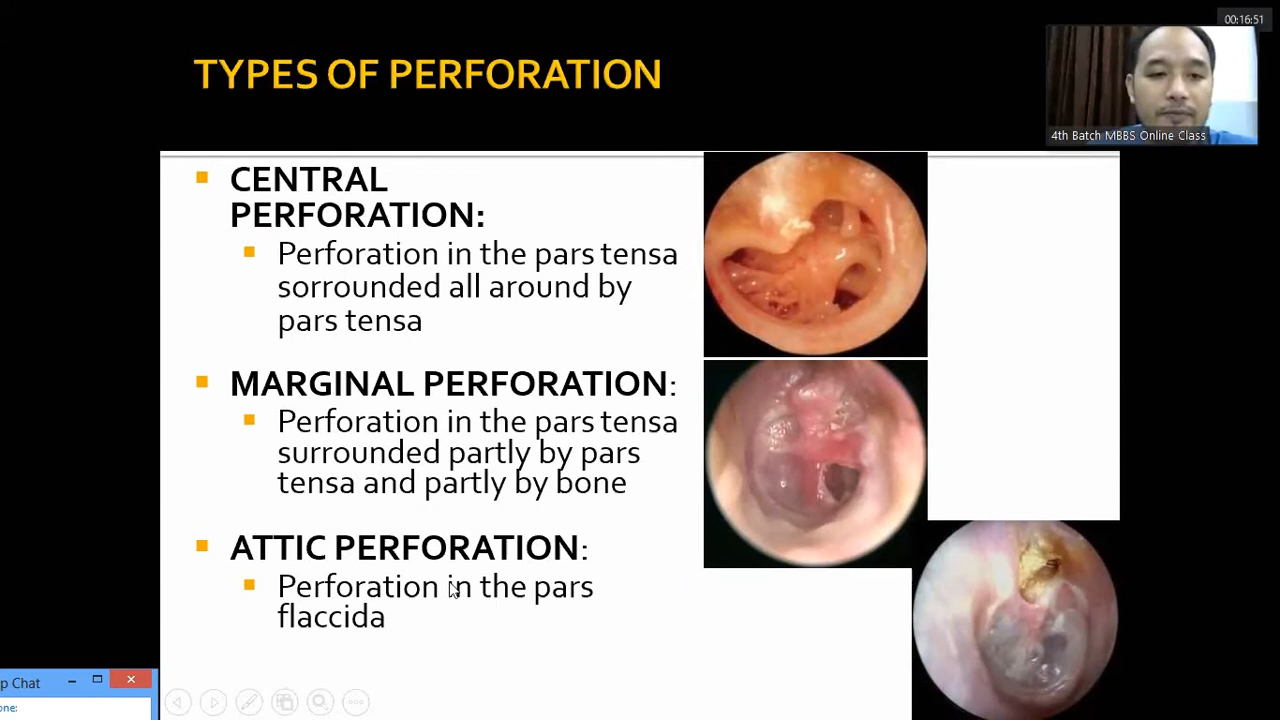 00:16:51
TYPES OF PERFORATION
4th Batch MBBS Online Class
CENTRAL
PERFORATION:
Perforation in the pars tensa
sorrounded all around by
pars tensa
MARGINAL PERFORATION:
Perforation in the pars tensa
surrounded partly by pars
tensa and partly by bone
ATTIC PERFORATION:
Perforation in the pars
flaccida
p Chat
one: